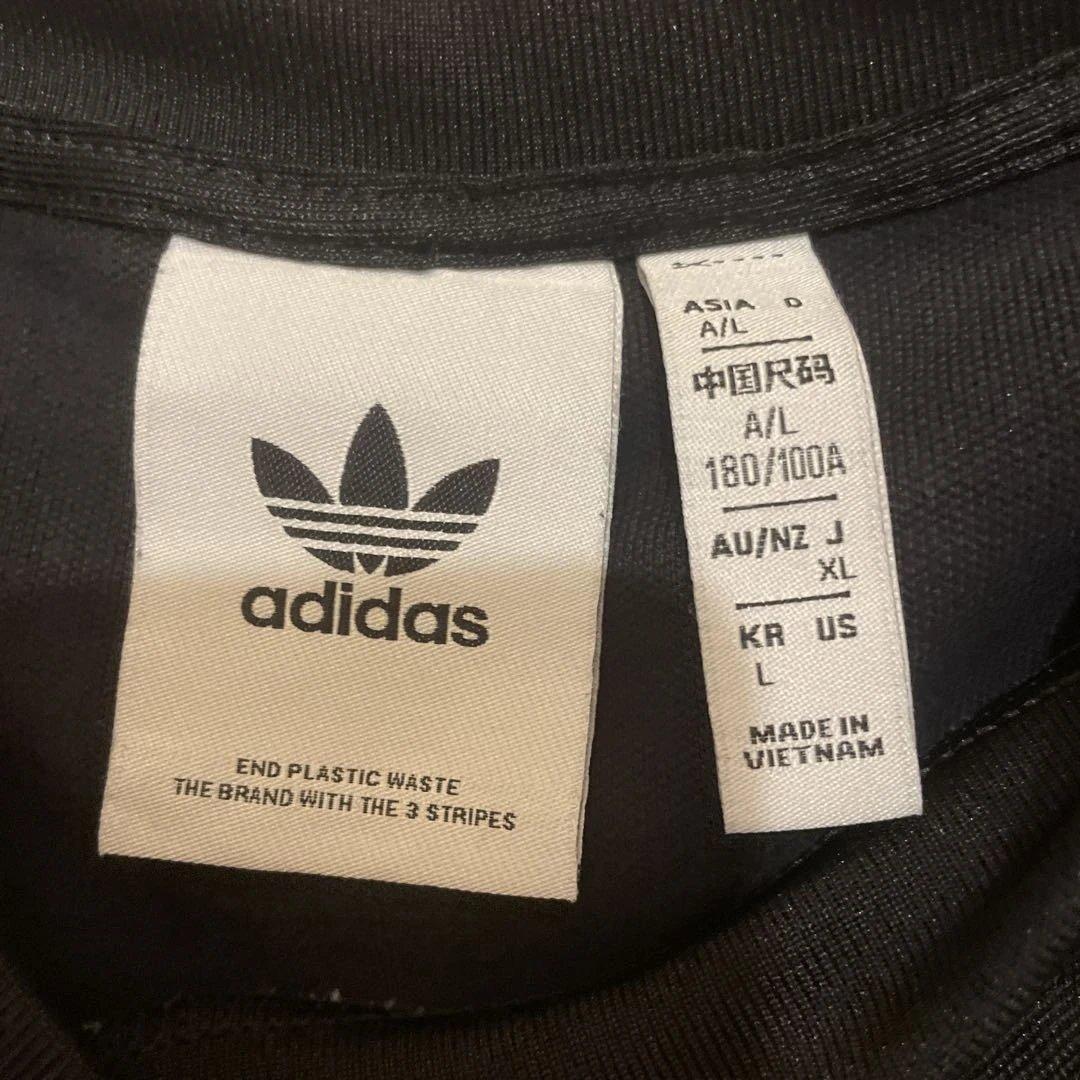 adidas
END PLASTIC WASTE
THE BRAND WITH THE 3 STRIPES
ASIA D
A/L
中国尺码
A/L
180/100A
AU/NZ J
XL
KR US
L
MADE IN
VIETNAM